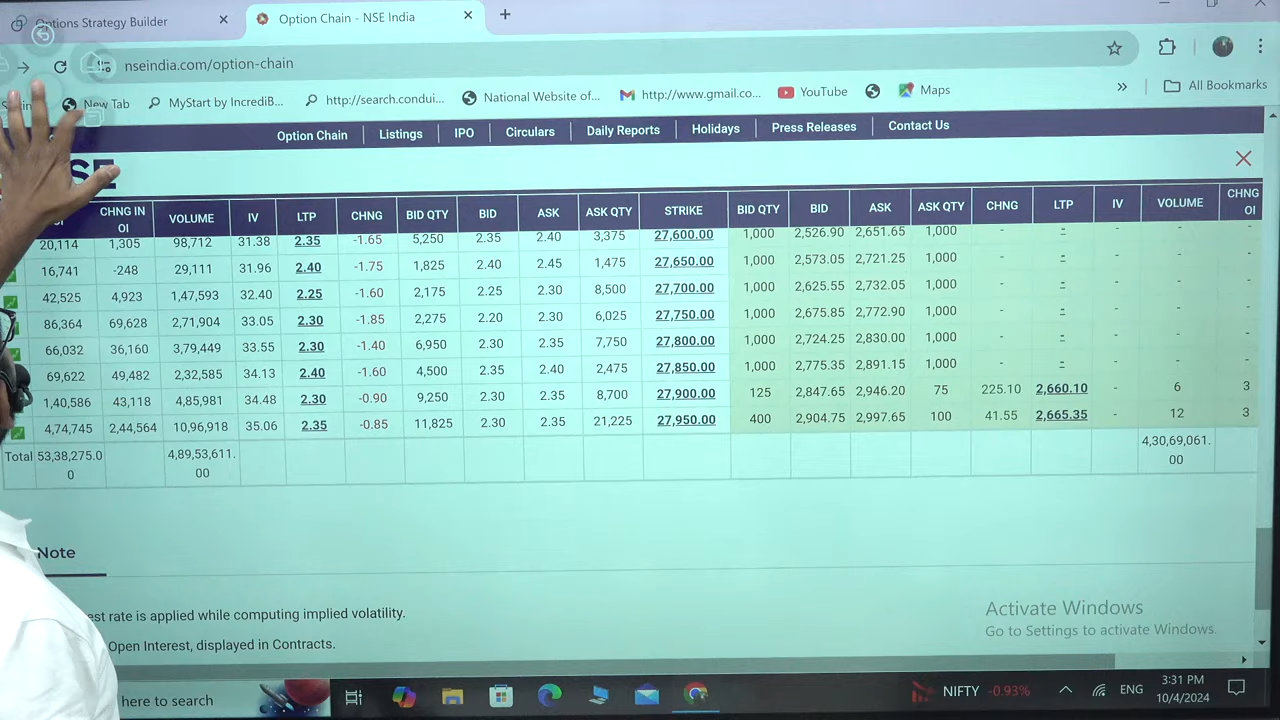 Options Strategy Builder
Option Chain - NSE India
nseindia.com/option-chain
New Tab
MyStart by IncrediB...
http://search.condui...
National Website of...
http://www.gmail.co...
YouTube
Maps
All Bookmarks
Option Chain
Listings
IPO
Circulars
Daily Reports
Holidays
Press Releases
Contact Us
CHNG IN OI VOLUME IV LTP CHNG BID QTY BID ASK ASK QTY STRIKE BID QTY BID ASK ASK QTY CHNG LTP IV VOLUME CHNG OI
20,114 1,305 98,712 31.38 2.35 -1.65 5,250 2.35 2.40 3,375 27,600.00 1,000 2,526.90 2,651.65 1,000 - - - - -
16,741 -248 29,111 31.96 2.40 -1.75 1,825 2.40 2.45 1,475 27,650.00 1,000 2,573.05 2,721.25 1,000 - - - - -
42,525 4,923 1,47,593 32.40 2.25 -1.60 2,175 2.25 2.30 8,500 27,700.00 1,000 2,625.55 2,732.05 1,000 - - - - -
86,364 69,628 2,71,904 33.05 2.30 -1.85 2,275 2.20 2.30 6,025 27,750.00 1,000 2,675.85 2,772.90 1,000 - - - - -
66,032 36,160 3,79,449 33.55 2.30 -1.40 6,950 2.30 2.35 7,750 27,800.00 1,000 2,724.25 2,830.00 1,000 - - - - -
69,622 49,482 2,32,585 34.13 2.40 -1.60 4,500 2.35 2.40 2,475 27,850.00 1,000 2,775.35 2,891.15 1,000 - - - - -
1,40,586 43,118 4,85,981 34.48 2.30 -0.90 9,250 2.30 2.35 8,700 27,900.00 125 2,847.65 2,946.20 75 225.10 2,660.10 - 6 3
4,74,745 2,44,564 10,96,918 35.06 2.35 -0.85 11,825 2.30 2.35 21,225 27,950.00 400 2,904.75 2,997.65 100 41.55 2,665.35 - 12 3
Total 53,38,275.0 4,89,53,611. 4,30,69,061.
0 00 00
Note
est rate is applied while computing implied volatility.
Open Interest, displayed in Contracts.
Activate Windows
Go to Settings to activate Windows.
here to search
NIFTY -0.93%
ENG
3:31 PM
10/4/2024